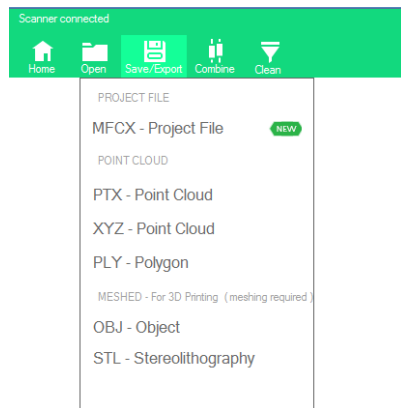 Scanner connected
Home Open Save/Export Combine Clean
PROJECT FILE
MFCX - Project File NEW
POINT CLOUD
PTX - Point Cloud
XYZ - Point Cloud
PLY - Polygon
MESHED - For 3D Printing ( meshing required )
OBJ - Object
STL - Stereolithography